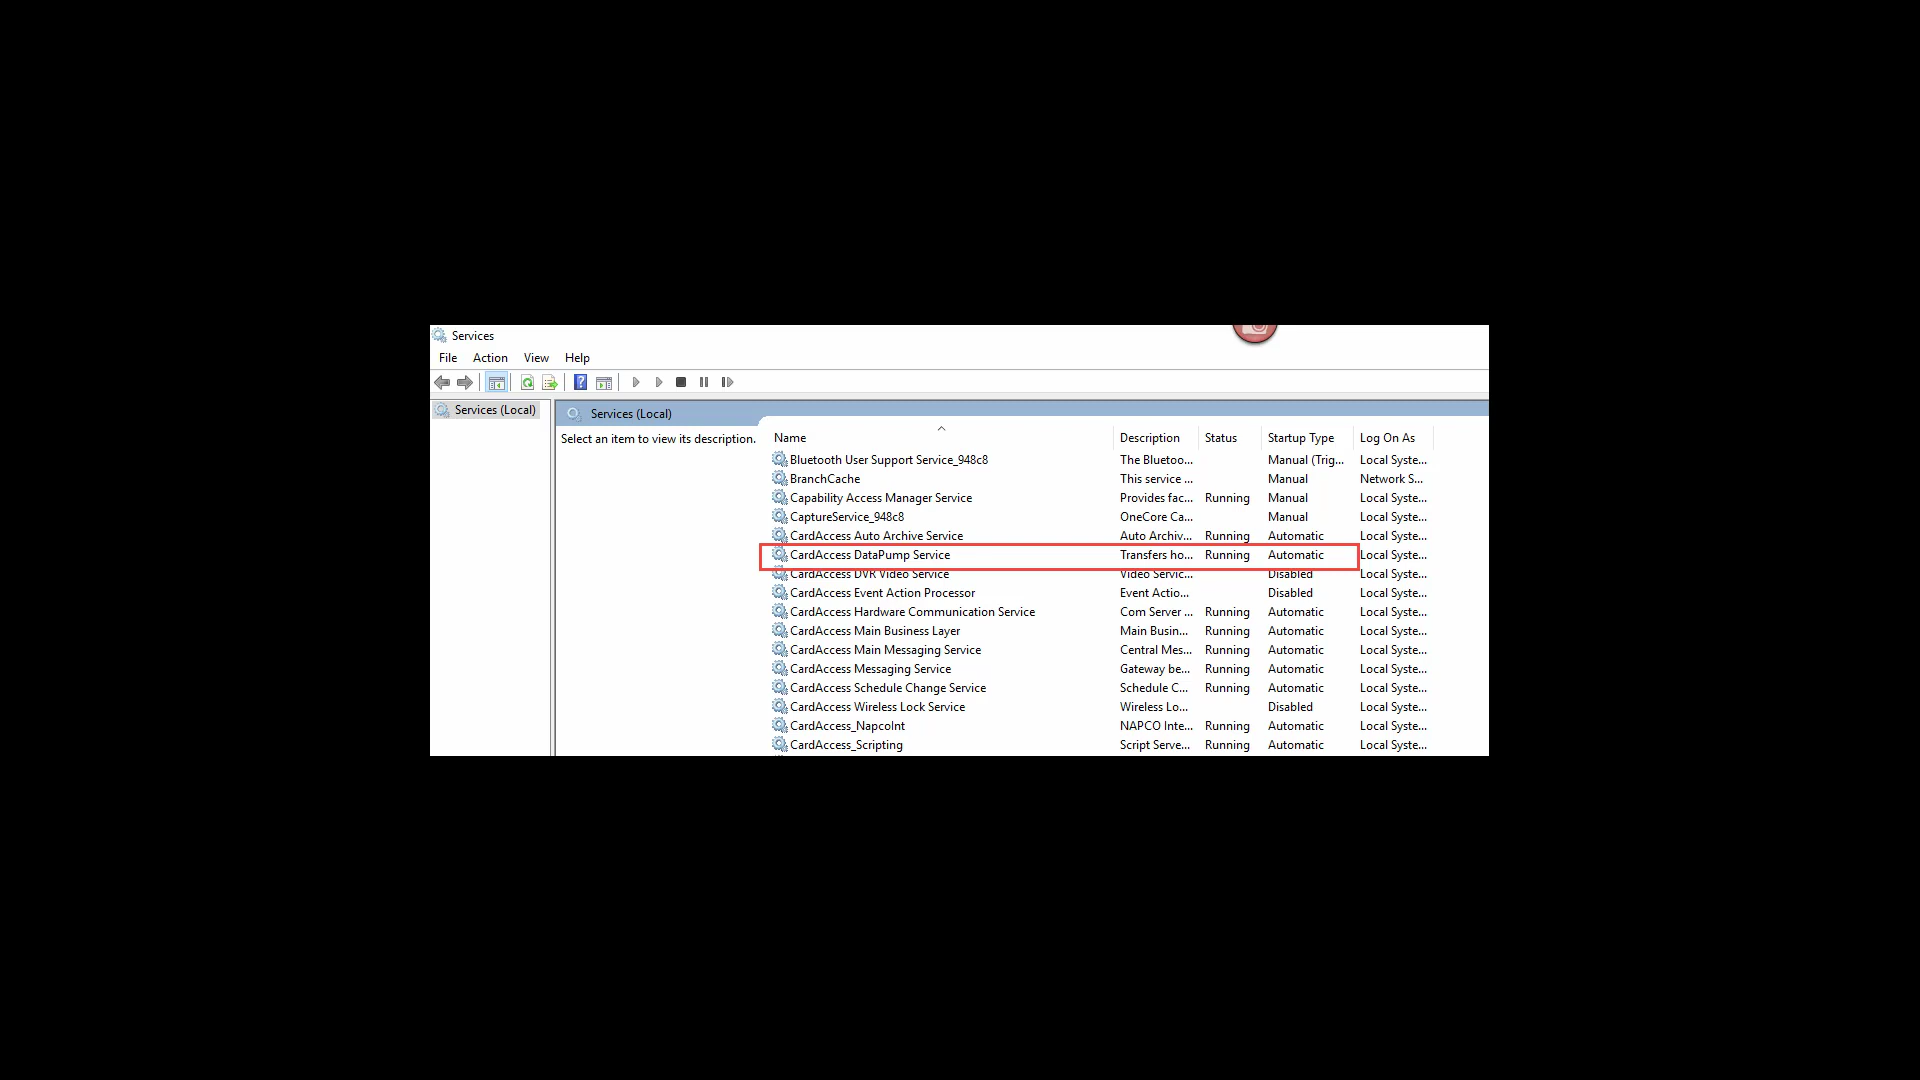 Services
File Action View Help
Services (Local)
Services (Local)
Select an item to view its description.
Name Description Status Startup Type Log On As
Bluetooth User Support Service_948c8 The Bluetoo... Manual (Trig... Local Syste...
BranchCache This service ... Manual Network S...
Capability Access Manager Service Provides fac... Running Manual Local Syste...
CaptureService_948c8 OneCore Ca... Manual Local Syste...
CardAccess Auto Archive Service Auto Archiv... Running Automatic Local Syste...
CardAccess DataPump Service Transfers ho... Running Automatic Local Syste...
CardAccess DVR Video Service Video Servic... Disabled Local Syste...
CardAccess Event Action Processor Event Actio... Disabled Local Syste...
CardAccess Hardware Communication Service Com Server ... Running Automatic Local Syste...
CardAccess Main Business Layer Main Busin... Running Automatic Local Syste...
CardAccess Main Messaging Service Central Mes... Running Automatic Local Syste...
CardAccess Messaging Service Gateway be... Running Automatic Local Syste...
CardAccess Schedule Change Service Schedule C... Running Automatic Local Syste...
CardAccess Wireless Lock Service Wireless Lo... Disabled Local Syste...
CardAccess_NapcoInt NAPCO Inte... Running Automatic Local Syste...
CardAccess_Scripting Script Serve... Running Automatic Local Syste...